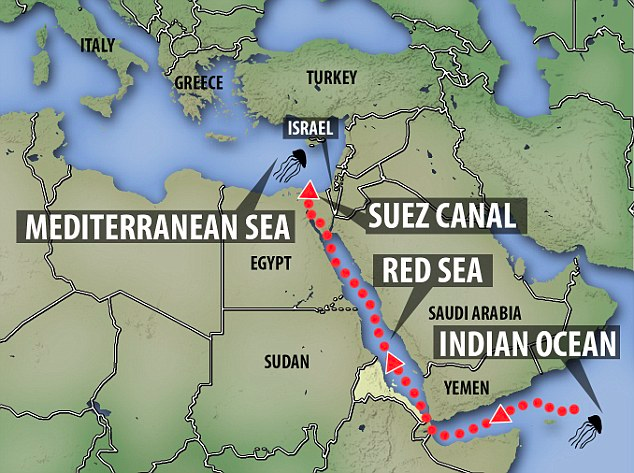 ITALY
GREECE
TURKEY
ISRAEL
MEDITERRANEAN SEA
SUEZ CANAL
EGYPT
RED SEA
SAUDI ARABIA
INDIAN OCEAN
SUDAN
YEMEN